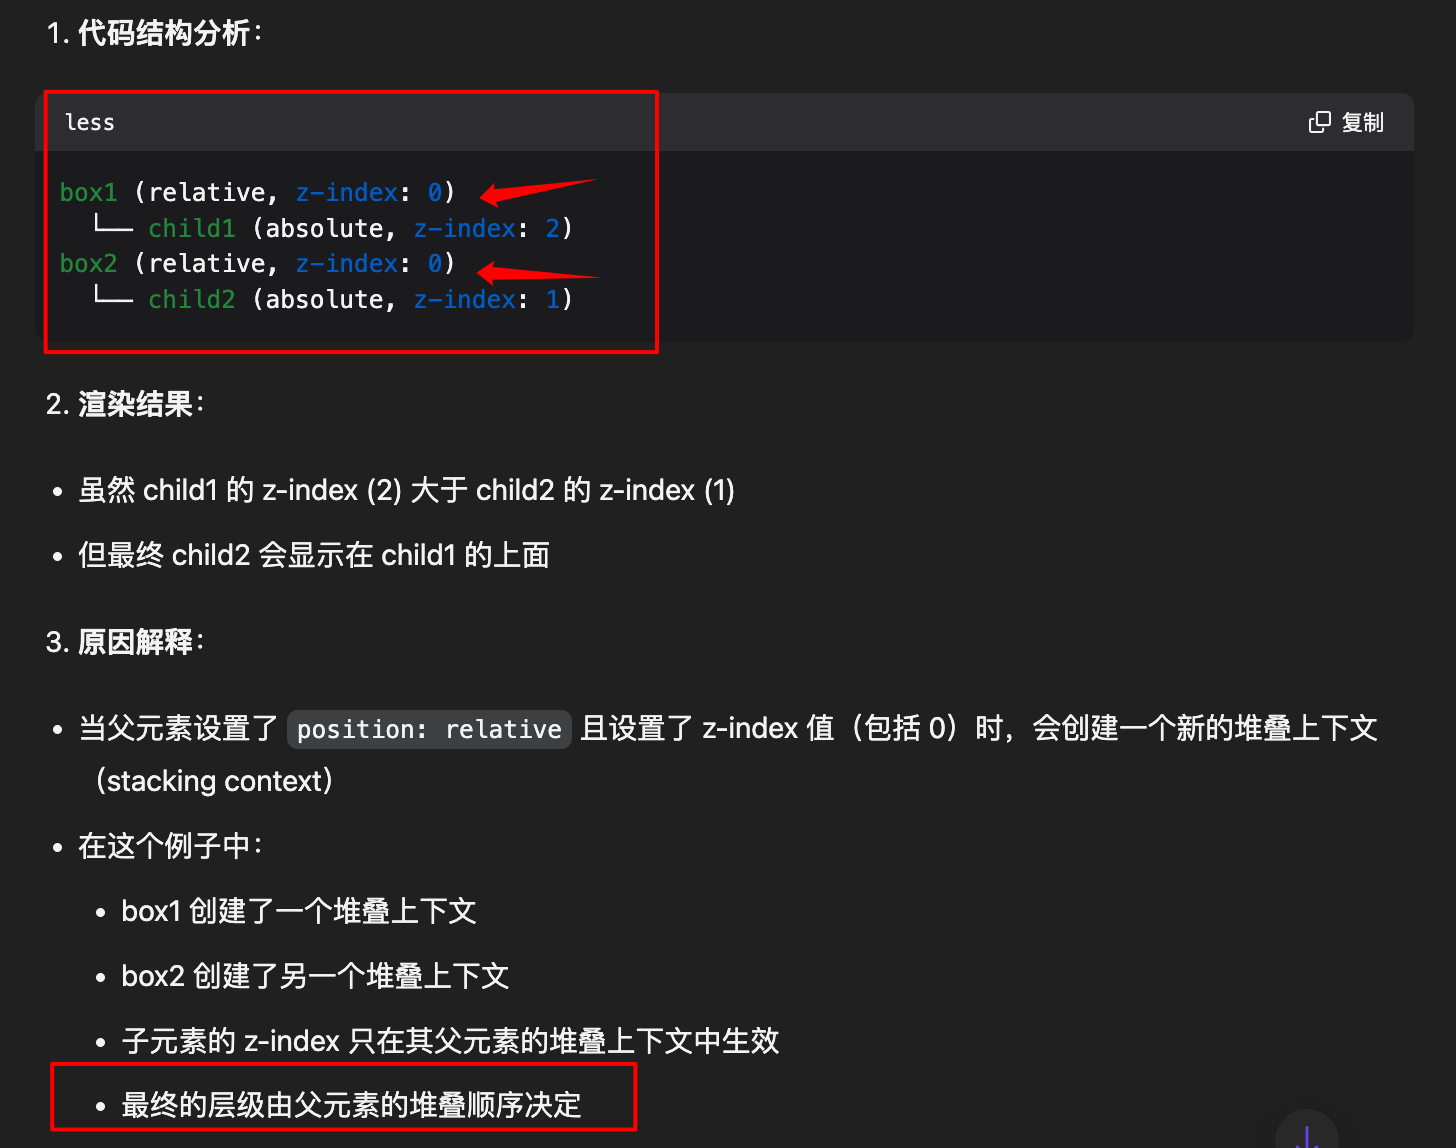 1. 代码结构分析：
less
复制
box1 (relative, z-index: 0)
└── child1 (absolute, z-index: 2)
box2 (relative, z-index: 0)
└── child2 (absolute, z-index: 1)
2. 渲染结果：
• 虽然 child1 的 z-index (2) 大于 child2 的 z-index (1)
• 但最终 child2 会显示在 child1 的上面
3. 原因解释：
• 当父元素设置了 position: relative 且设置了 z-index 值（包括 0）时，会创建一个新的堆叠上下文
（stacking context）
• 在这个例子中：
• box1 创建了一个堆叠上下文
• box2 创建了另一个堆叠上下文
• 子元素的 z-index 只在其父元素的堆叠上下文中生效
• 最终的层级由父元素的堆叠顺序决定